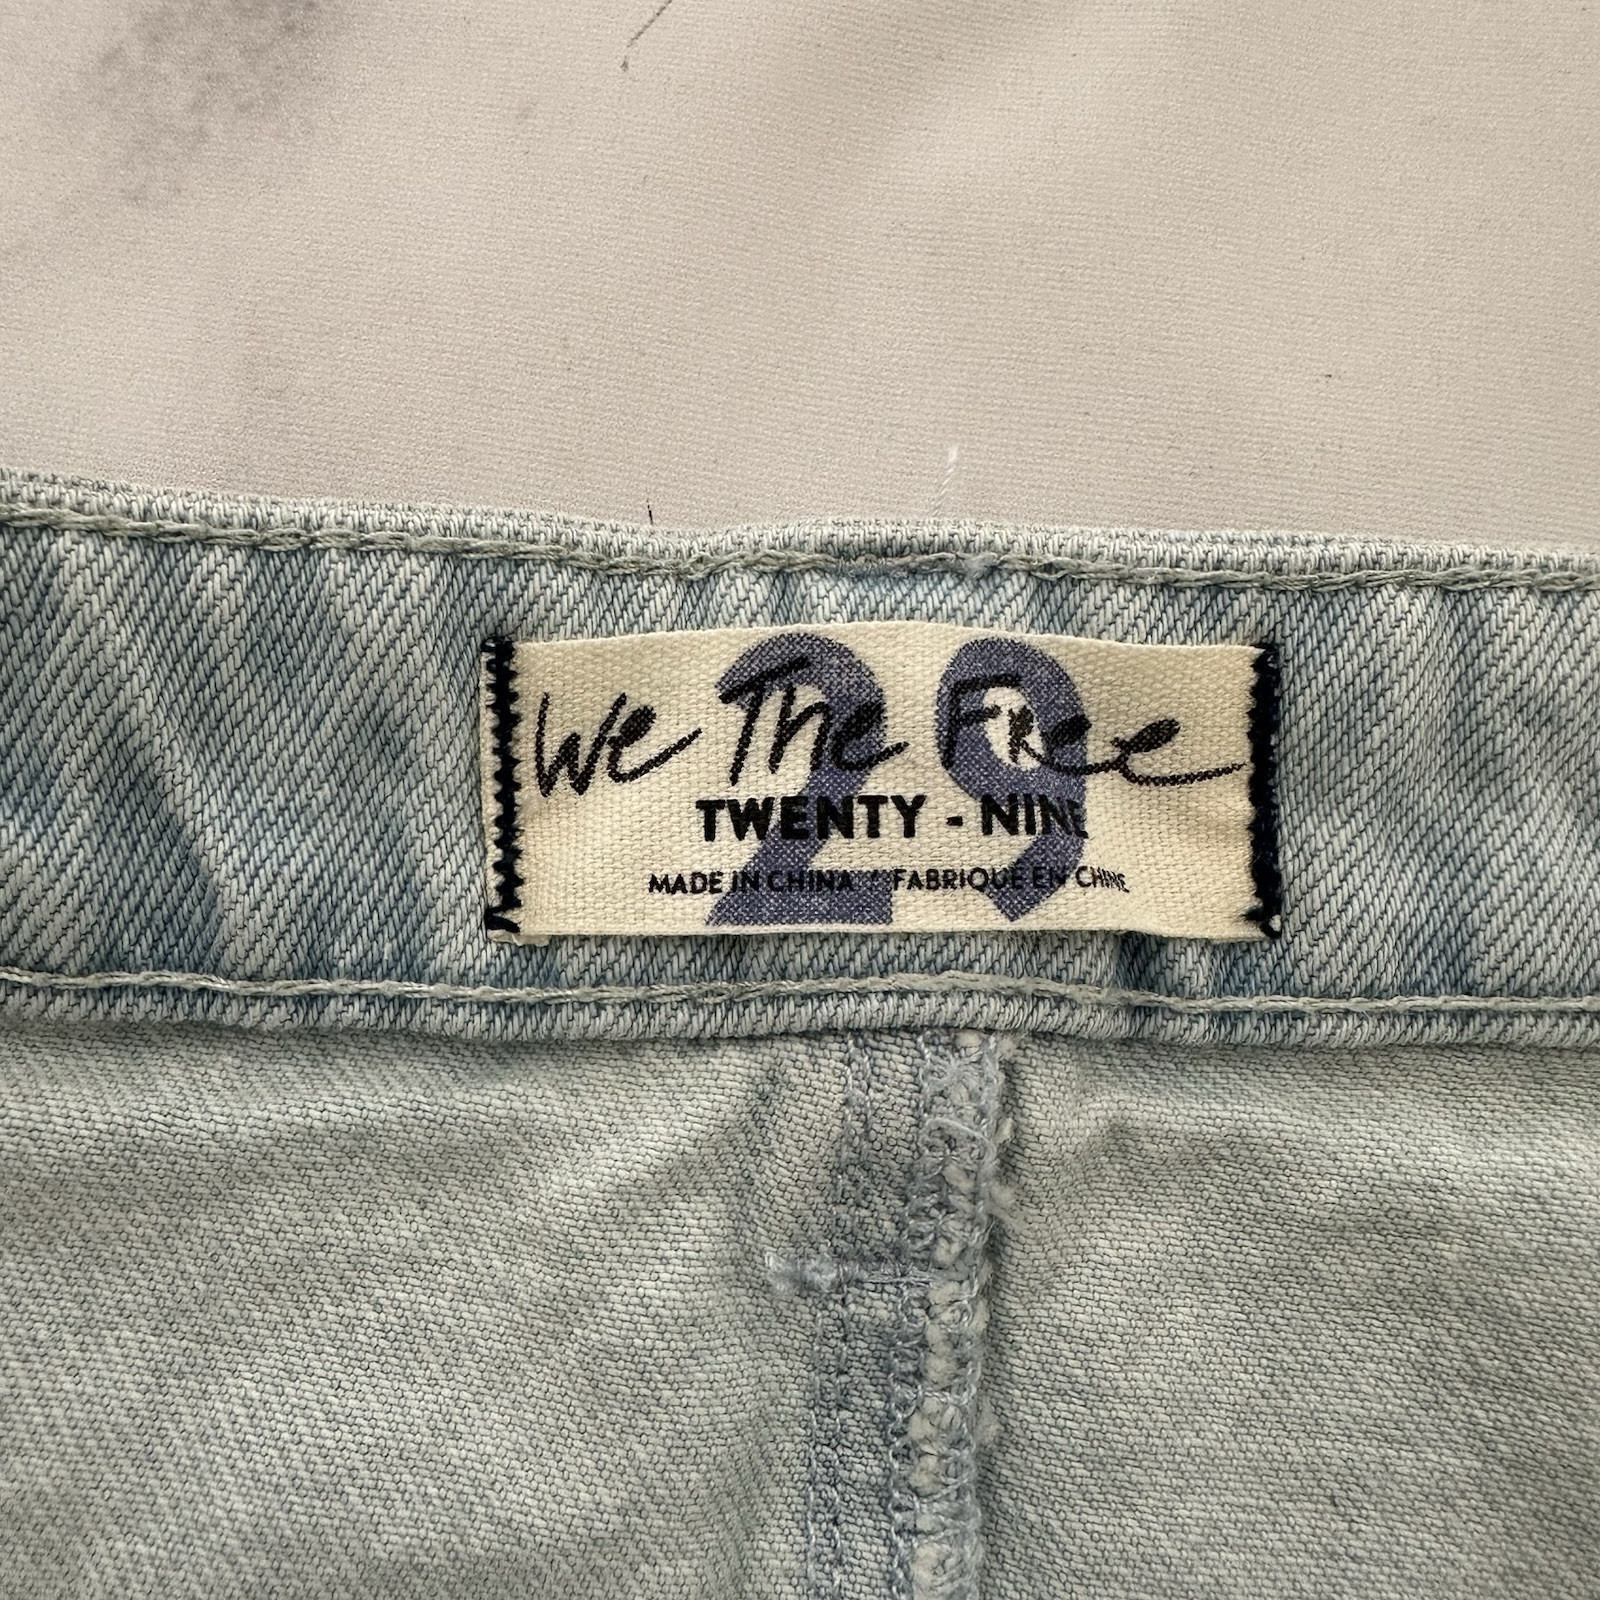 29
We The Free
TWENTY - NINE
MADE IN CHINA / FABRIQUE EN CHINE